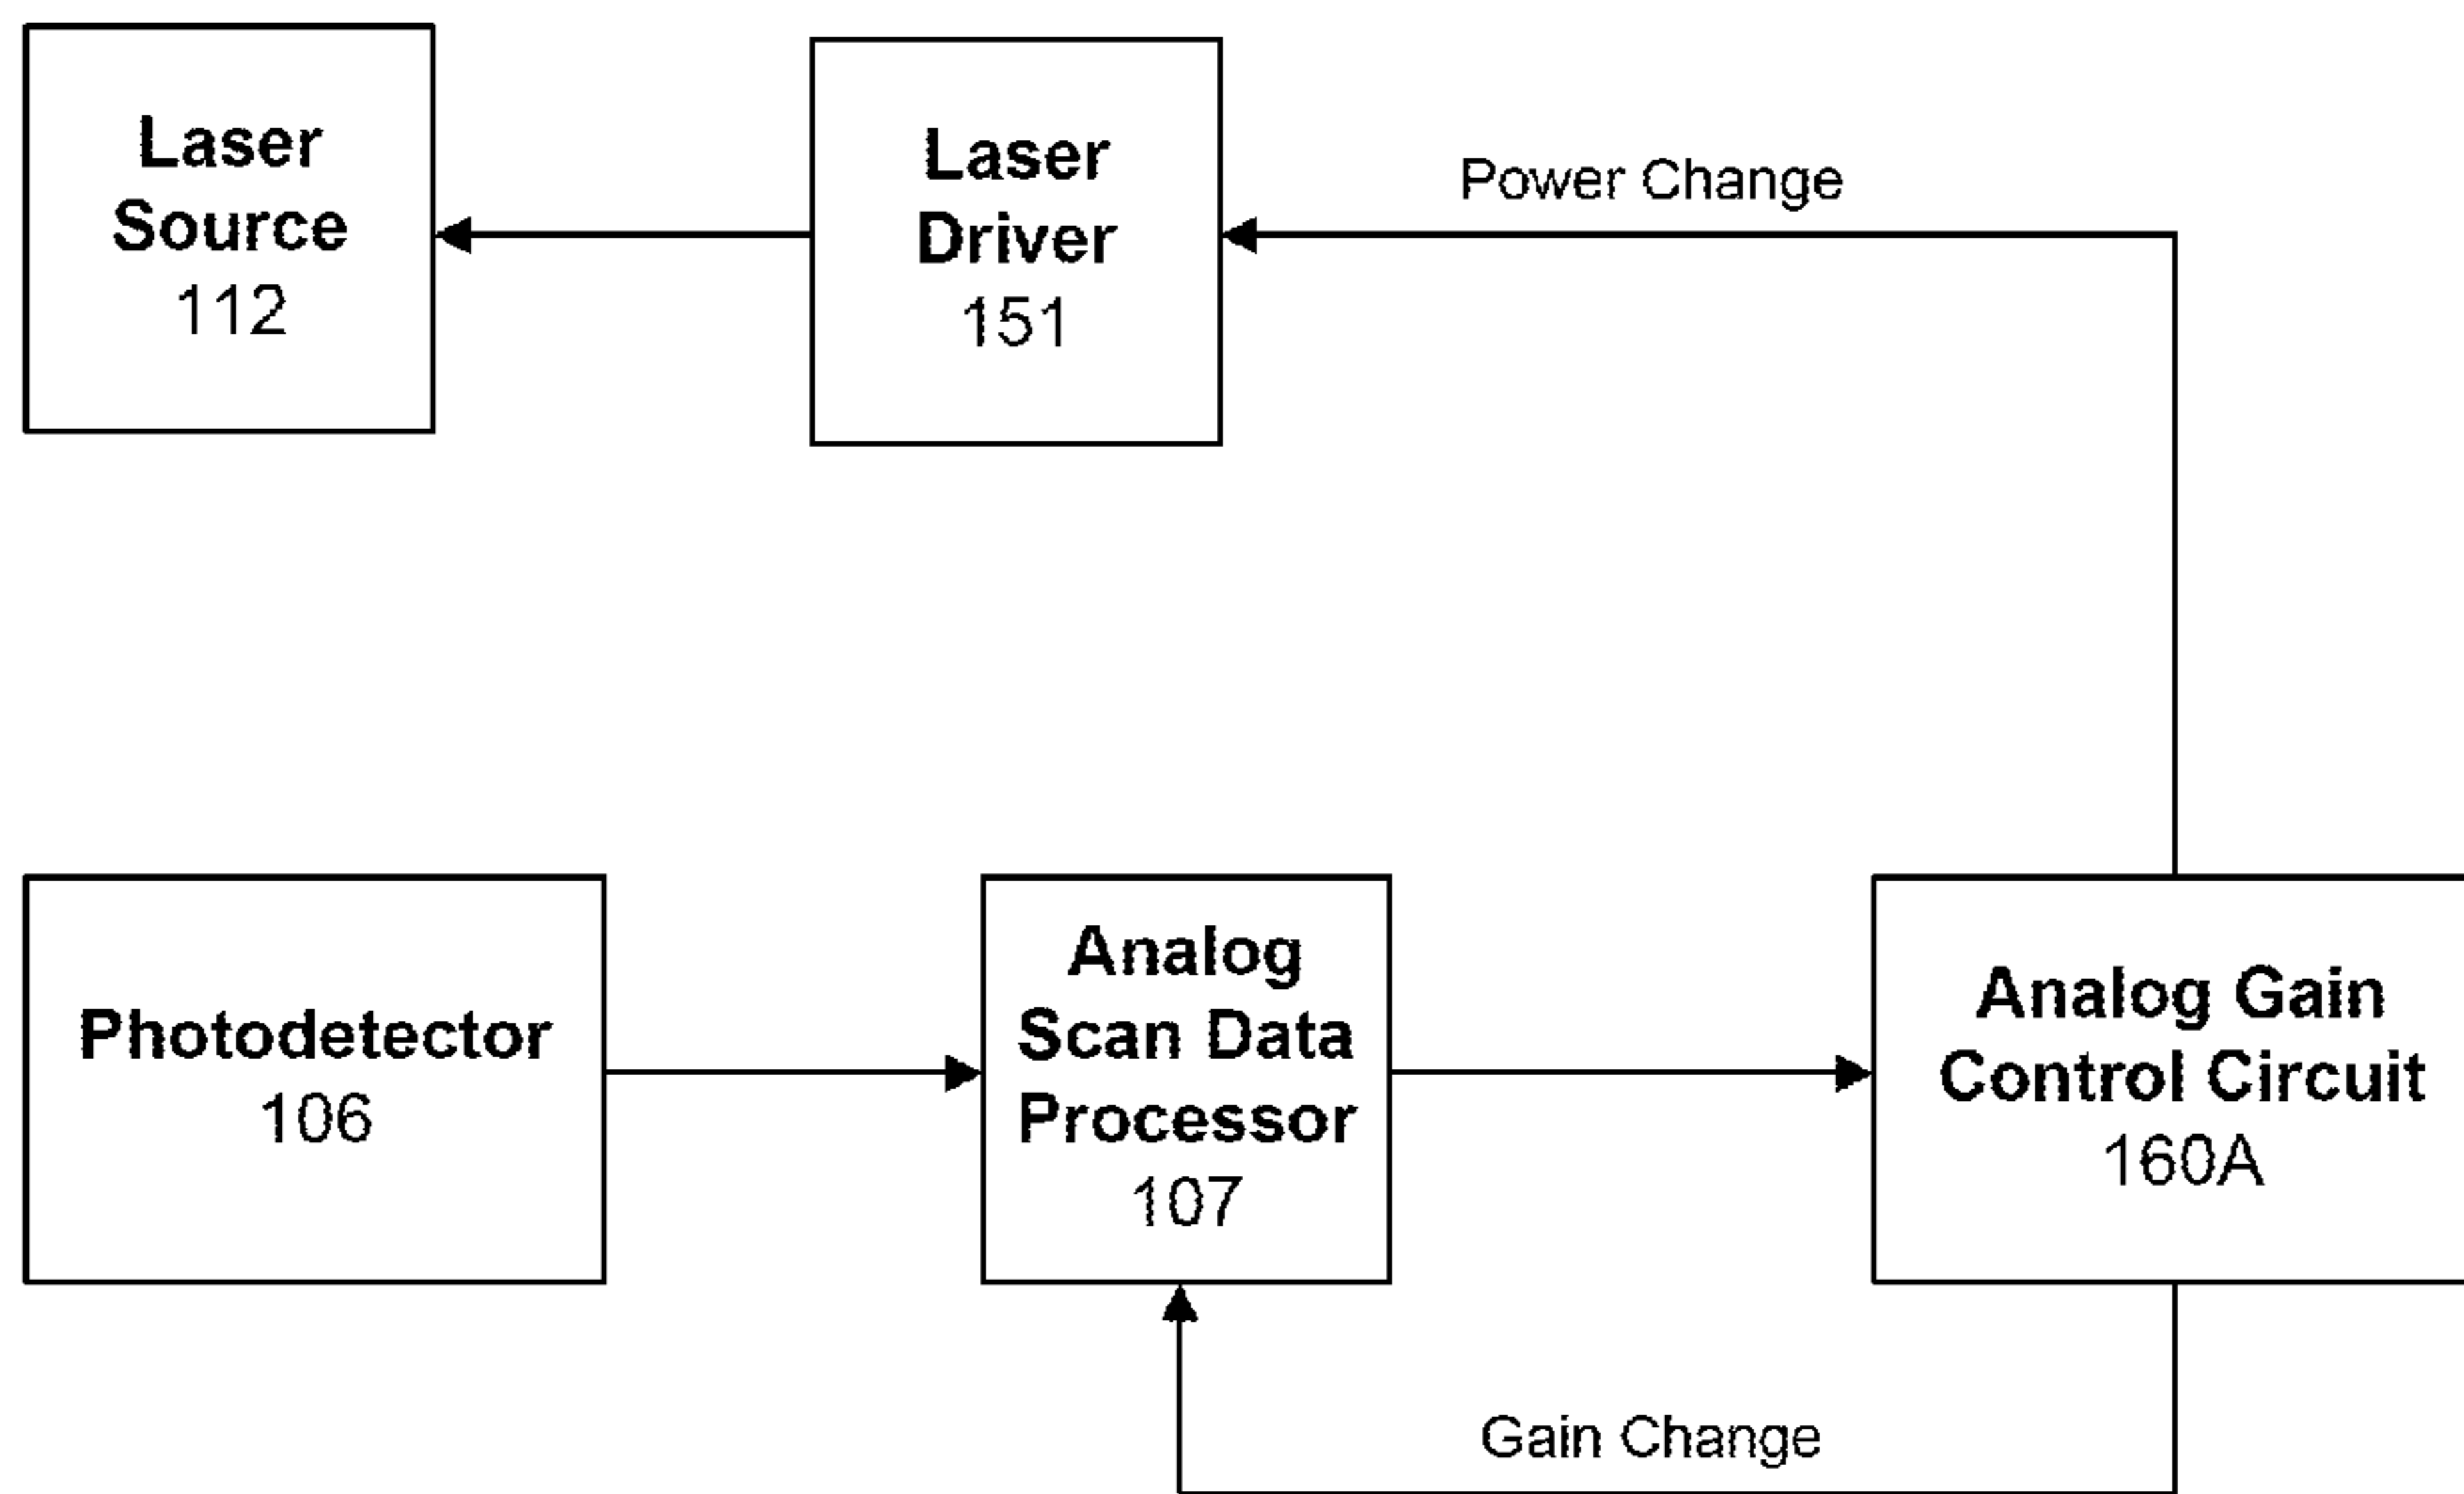 Laser
Source
112
Laser
Driver
151
Power Change
Photodetector
106
Analog
Scan Data
Processor
107
Analog Gain
Control Circuit
160A
Gain Change